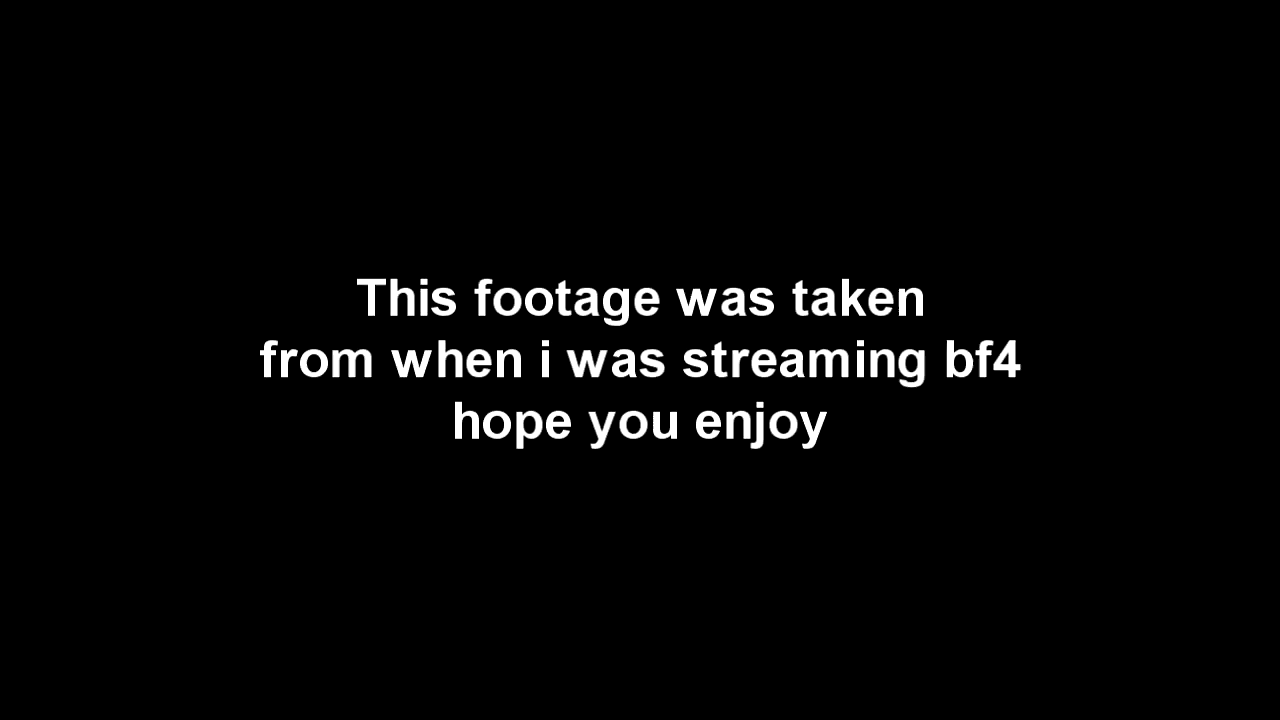 This footage was taken
from when i was streaming bf4
hope you enjoy